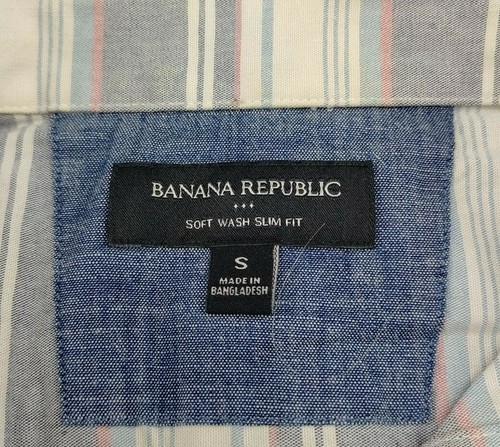 BANANA REPUBLIC
SOFT WASH SLIM FIT
S
MADE IN
BANGLADESH